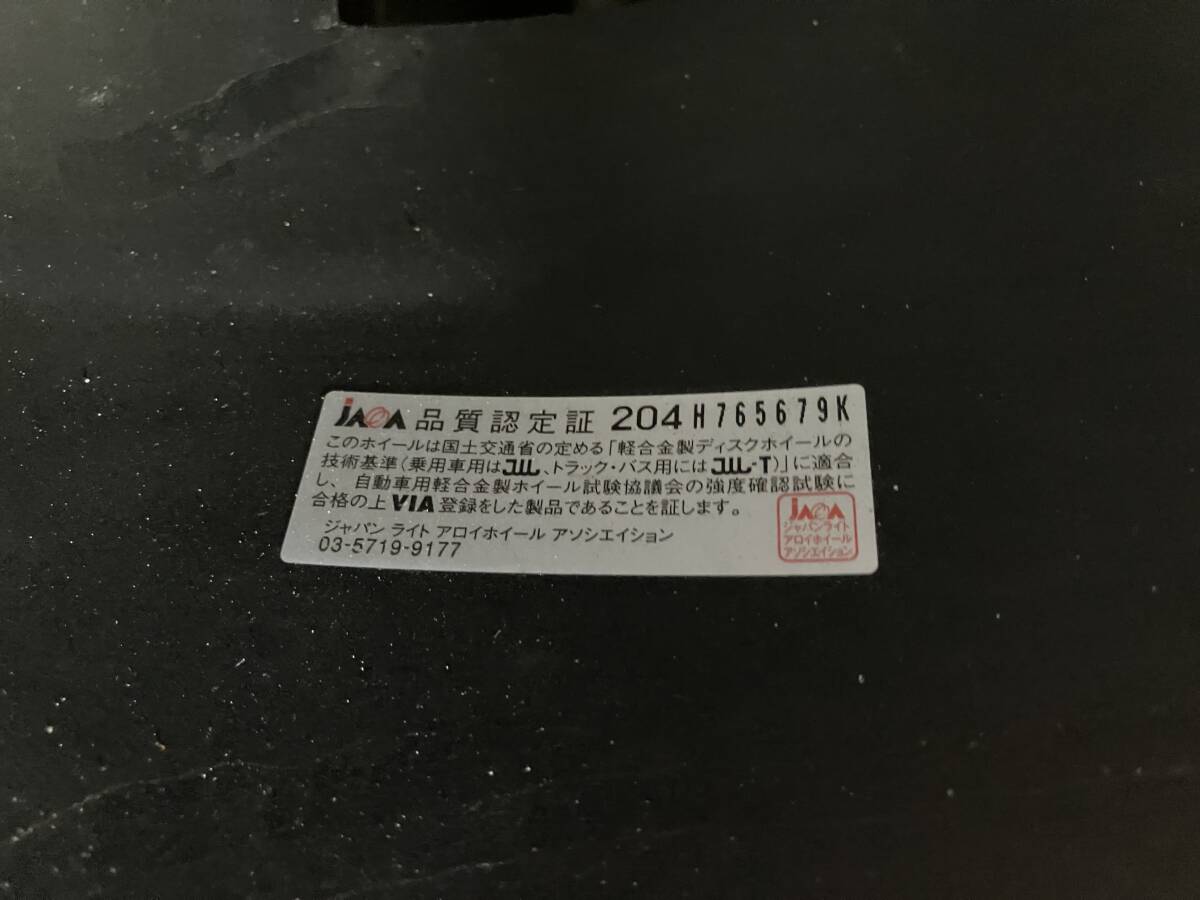 JAWA 品質認定証 204 H765679K
このホイールは国土交通省の定める「軽合金製ディスクホイールの
技術基準(乗用車用はJWL、トラック・バス用にはJWL-T)」に適合
し、自動車用軽合金製ホイール試験協議会の強度確認試験に
合格の上VIA登録をした製品であることを証します。
ジャパン ライト アロイホイール アソシエイション
03-5719-9177
JAWA
ジャパンライト
アロイホイール
アソシエイション